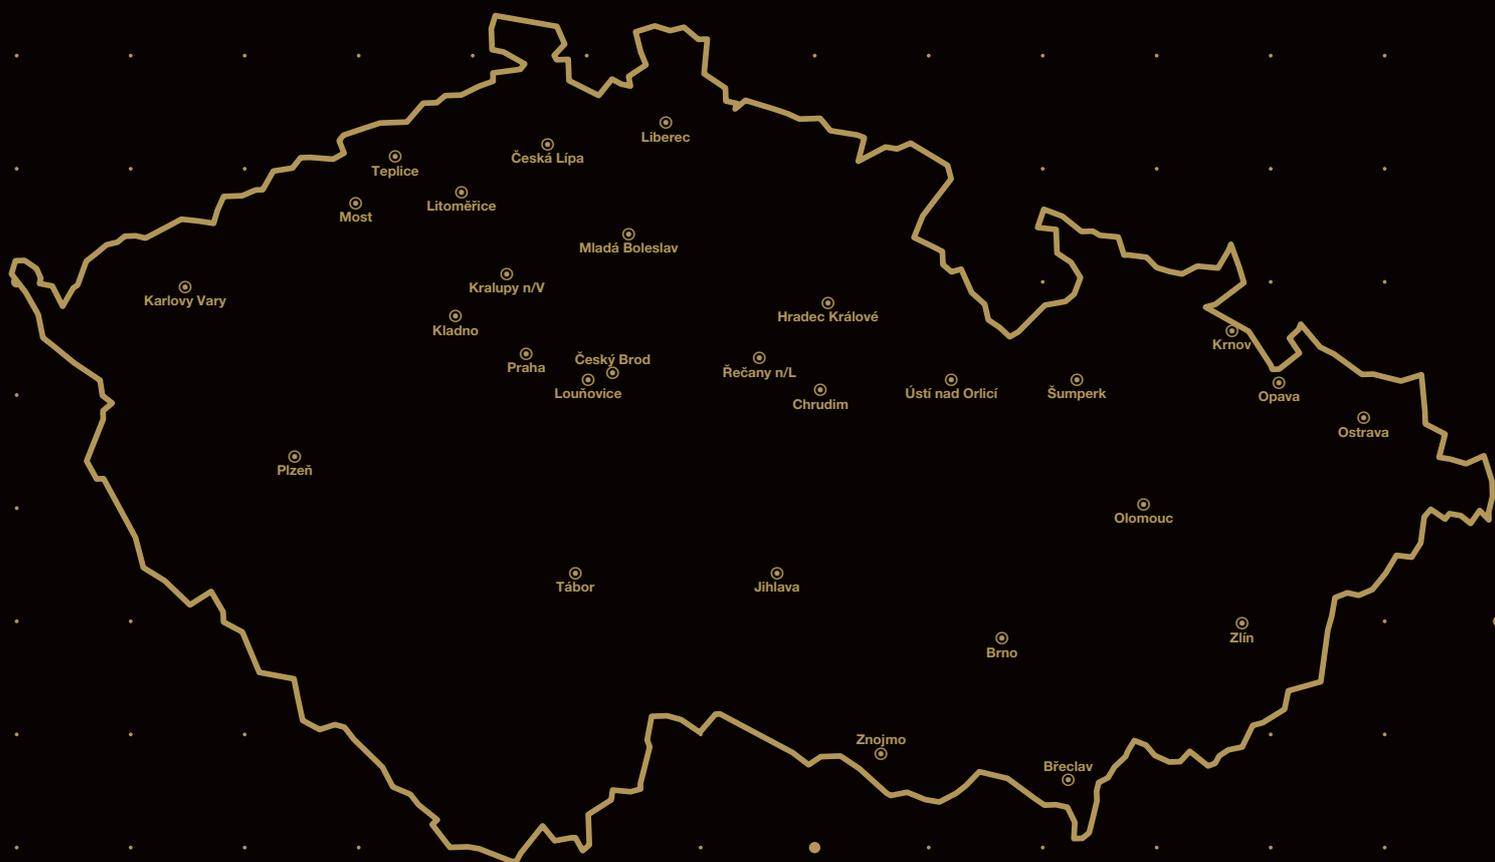 Liberec
Česká Lípa
Teplice
Litoměřice
Most
Mladá Boleslav
Kralupy n/V
Karlovy Vary
Hradec Králové
Kladno
Krnov
Český Brod
Praha
Řečany n/L
Louňovice
Ústí nad Orlicí
Šumperk
Opava
Chrudim
Ostrava
Plzeň
Olomouc
Tábor
Jihlava
Zlín
Brno
Znojmo
Břeclav